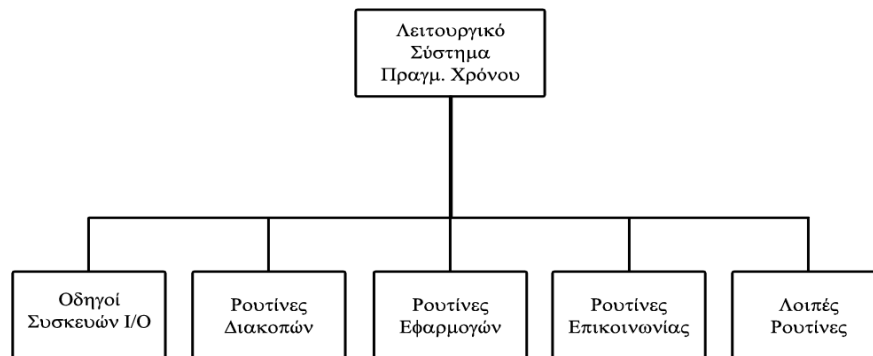 Λειτουργικό
Σύστημα
Πραγμ. Χρόνου
Οδηγοί
Συσκευών I/O
Ρουτίνες
Διακοπών
Ρουτίνες
Εφαρμογών
Ρουτίνες
Επικοινωνίας
Λοιπές
Ρουτίνες